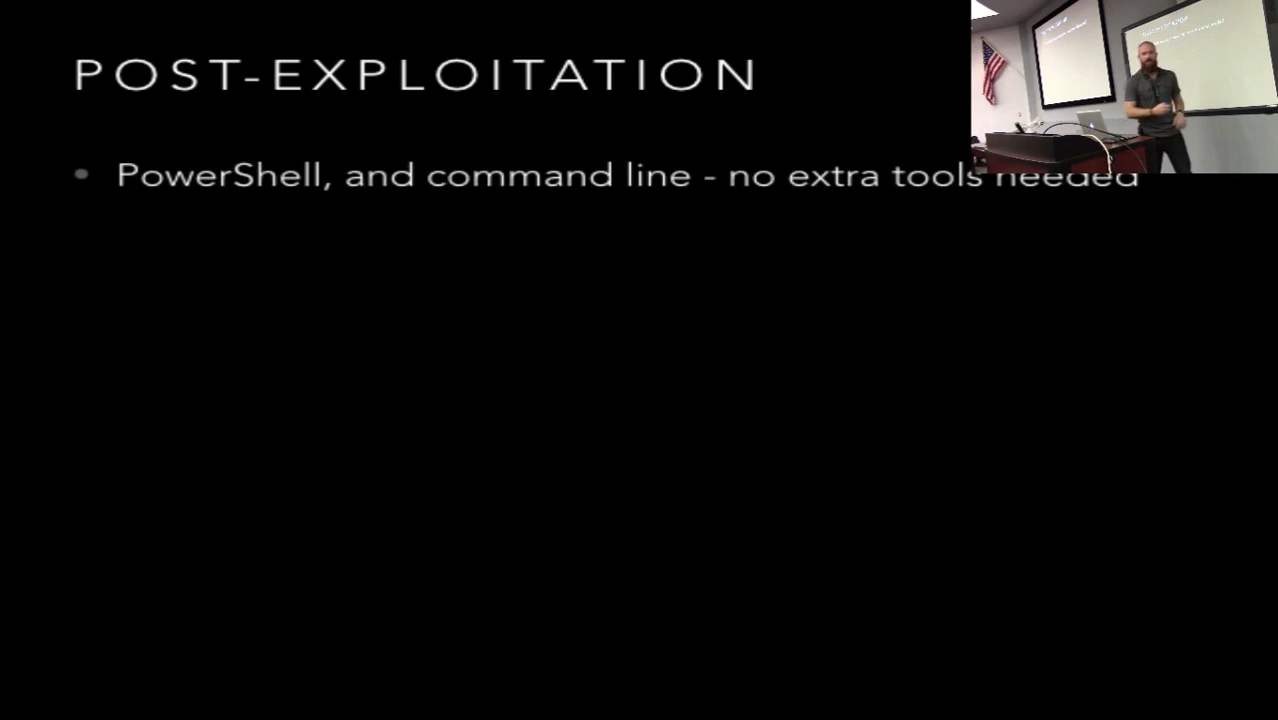 POST-EXPLOITATION
• PowerShell, and command line - no extra tools needed